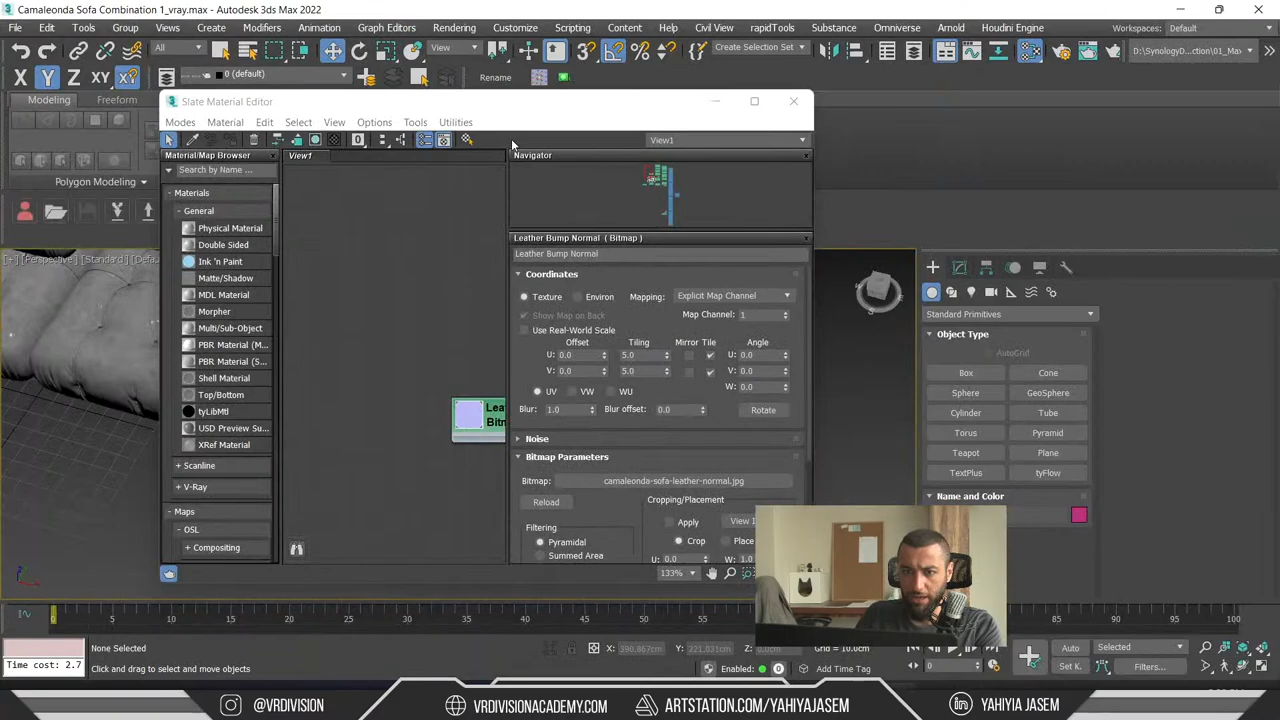 Camaleonda Sofa Combination 1_vray.max - Autodesk 3ds Max 2022
File Edit Tools Group Views Create Modifiers Animation Graph Editors Rendering Customize Scripting Content Civil View rapidTools Substance Omniverse Arnold Houdini Engine Workspaces: Default
All View Create Selection Set
X Y Z XY 0 (default) Rename
Modeling Freeform
Polygon Modeling
Slate Material Editor
Modes Material Edit Select View Options Tools Utilities
View1
Material/Map Browser View1 Navigator
Search by Name ...
Materials
- General
Physical Material
Double Sided
Ink 'n Paint
Matte/Shadow
MDL Material
Morpher
Multi/Sub-Object
PBR Material (M...
PBR Material (S...
Shell Material
Top/Bottom
tyLibMtl
USD Preview Su...
XRef Material
+ Scanline
+ V-Ray
- Maps
- OSL
+ Compositing
Leather Bump Normal ( Bitmap )
Leather Bump Normal
Coordinates
Texture Environ Mapping: Explicit Map Channel
Show Map on Back Map Channel: 1
Use Real-World Scale
Offset Tiling Mirror Tile Angle
U: 0.0 5.0 U: 0.0
V: 0.0 5.0 V: 0.0
W: 0.0
UV VW WU
Blur: 1.0 Blur offset: 0.0 Rotate
Noise
Bitmap Parameters
Bitmap: camaleonda-sofa-leather-normal.jpg
Reload Cropping/Placement
Apply View I
Filtering Crop Place
Pyramidal
Summed Area U: 0.0 W: 1.0
133%
[+] [Perspective] [Standard]
Standard Primitives
Object Type
AutoGrid
Box Cone
Sphere GeoSphere
Cylinder Tube
Torus Pyramid
Teapot Plane
TextPlus tyFlow
Name and Color
0 5 10 15 20 25 30 35 40 45 50 55 80 85 90 95 100
None Selected
Time cost: 2.7 Click and drag to select and move objects
X: 390.867cm Y: 221.031cm Grid = 10.0cm
Enabled: 0 Add Time Tag
Auto Selected
Set K. Filters...
@VRDIVISION VRDIVISIONACADEMY.COM ARTSTATION.COM/YAHIYAJASEM YAHIYIA JASEM